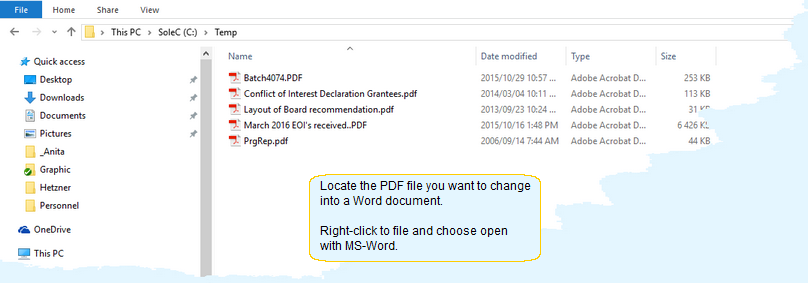 File Home Share View
This PC > SoleC (C:) > Temp
Name Date modified Type Size
Quick access
Desktop
Downloads
Documents
Pictures
_Anita
Graphic
Hetzner
Personnel
OneDrive
This PC
Batch4074.PDF 2015/10/29 10:57 ... Adobe Acrobat D... 253 KB
Conflict of Interest Declaration Grantees.pdf 2014/03/04 10:11 ... Adobe Acrobat D... 113 KB
Layout of Board recommendation.pdf 2013/09/23 10:24 ... Adobe Acrobat D... 31 KB
March 2016 EOI's received..PDF 2015/10/16 1:48 PM Adobe Acrobat D... 6 426 KB
PrgRep.pdf 2006/09/14 7:44 AM Adobe Acrobat D... 44 KB
Locate the PDF file you want to change
into a Word document.
Right-click to file and choose open
with MS-Word.